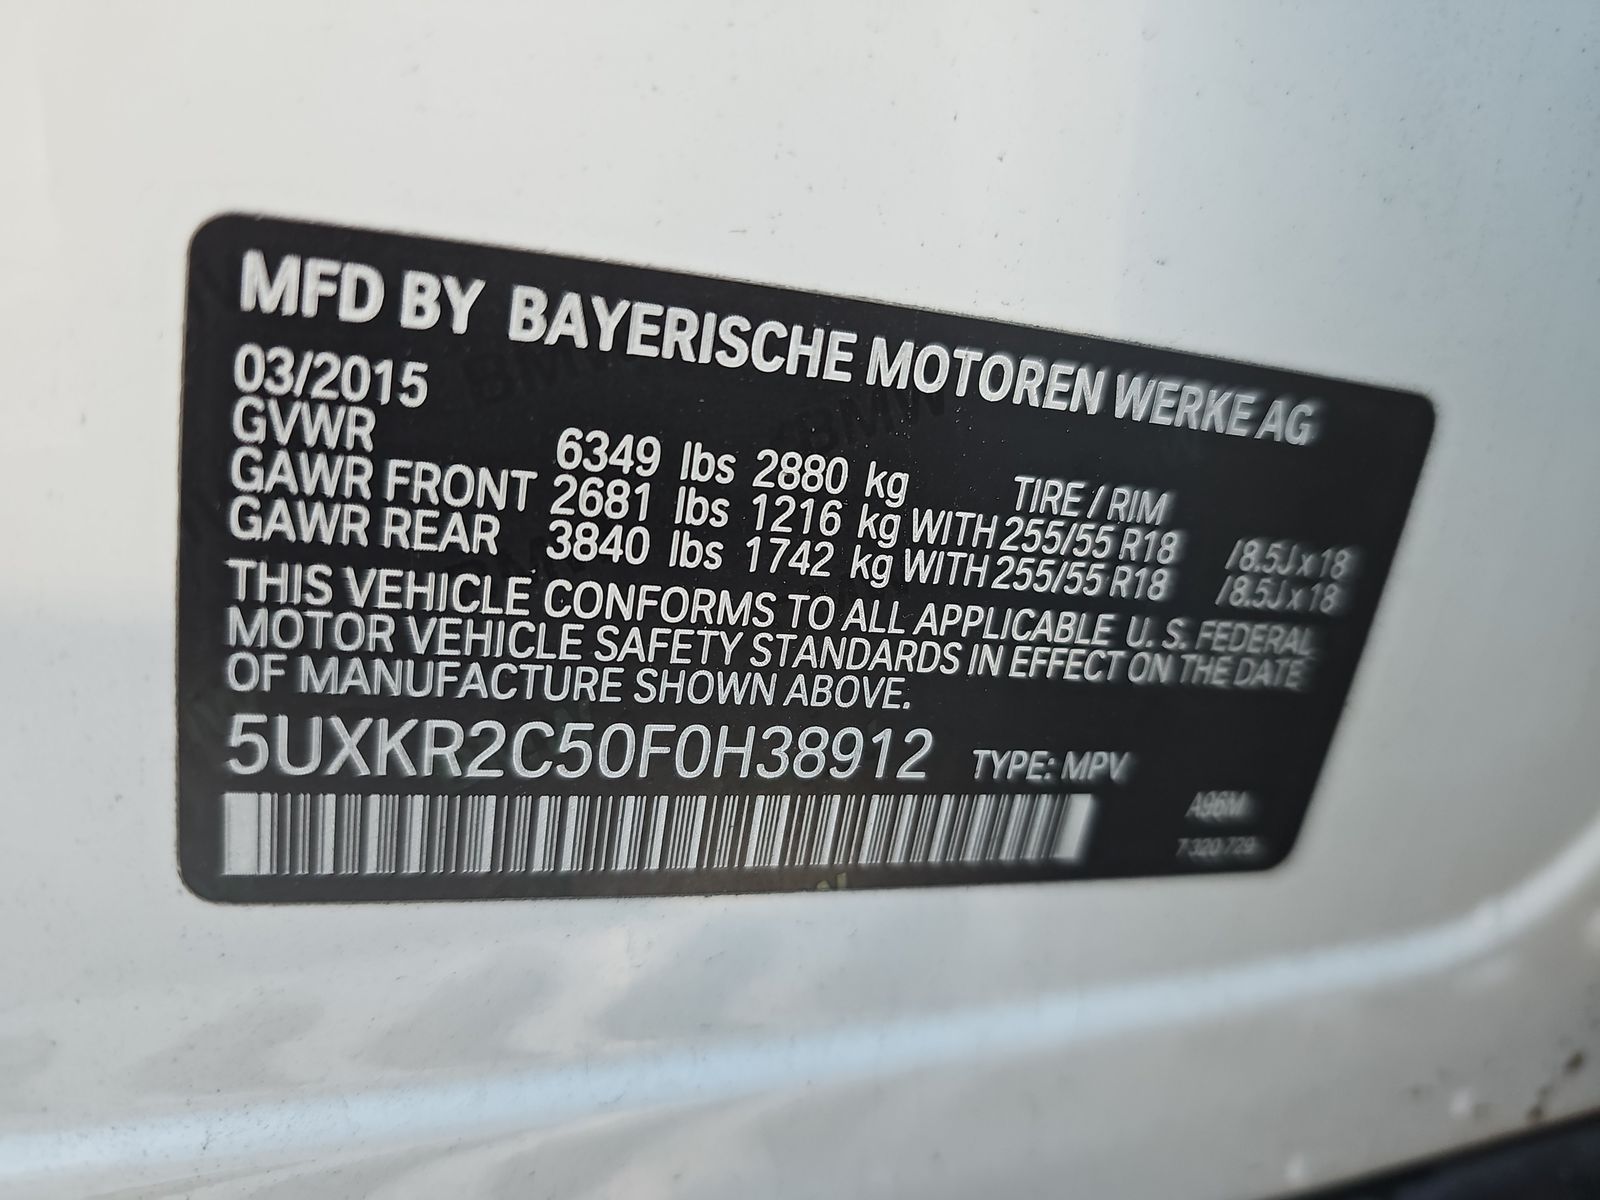 MFD BY BAYERISCHE MOTOREN WERKE AG
03/2015
GVWR 6349 lbs 2880 kg TIRE / RIM
GAWR FRONT 2681 lbs 1216 kg WITH 255/55 R18 /8.5J x 18
GAWR REAR 3840 lbs 1742 kg WITH 255/55 R18 /8.5J x 18
THIS VEHICLE CONFORMS TO ALL APPLICABLE U. S. FEDERAL
MOTOR VEHICLE SAFETY STANDARDS IN EFFECT ON THE DATE
OF MANUFACTURE SHOWN ABOVE.
5UXKR2C50F0H38912 TYPE: MPV
A96M
7 320 729